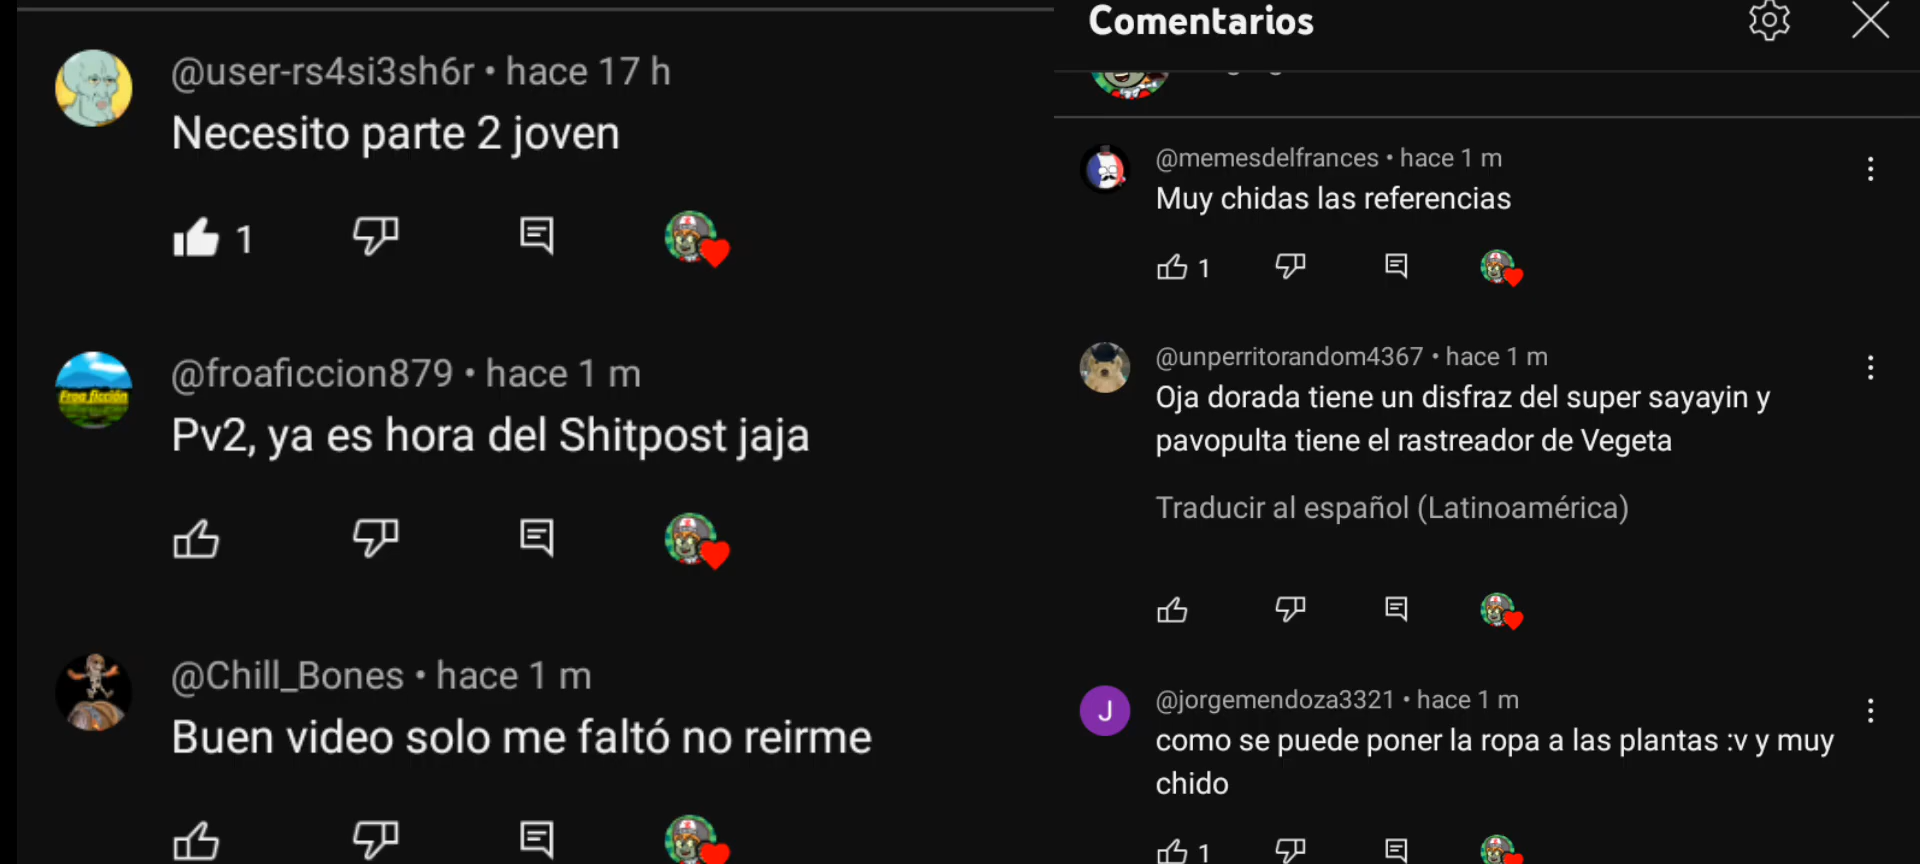 @user-rs4si3sh6r • hace 17 h
Necesito parte 2 joven
1
@froaficcion879 • hace 1 m
Froa ficción
Pv2, ya es hora del Shitpost jaja
@Chill_Bones • hace 1 m
Buen video solo me faltó no reirme
Comentarios
@memesdelfrances • hace 1 m
Muy chidas las referencias
1
@unperritorandom4367 • hace 1 m
Oja dorada tiene un disfraz del super sayayin y
pavopulta tiene el rastreador de Vegeta
Traducir al español (Latinoamérica)
J
@jorgemendoza3321 • hace 1 m
como se puede poner la ropa a las plantas :v y muy
chido
1